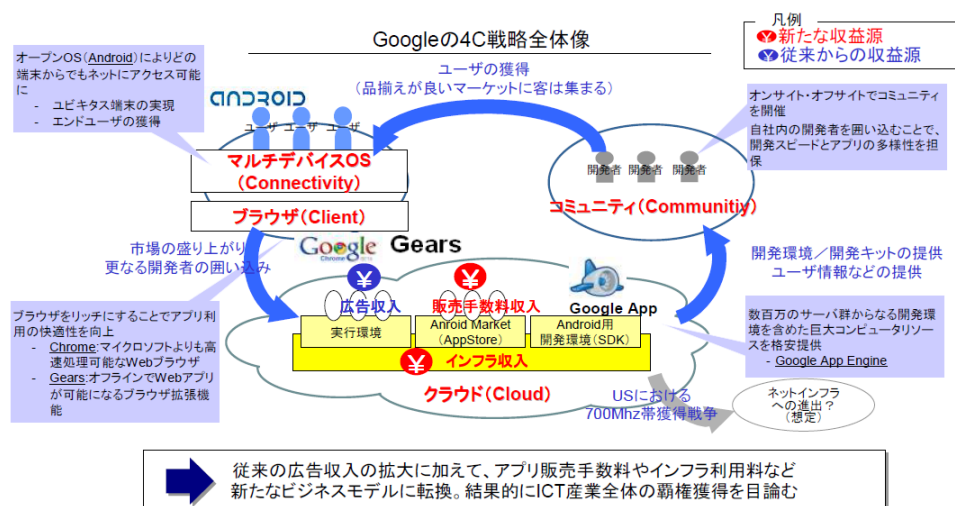 Googleの4C戦略全体像
凡例
¥新たな収益源
¥従来からの収益源
オープンOS(Android)によりどの
端末からでもネットにアクセス可能
に
- ユビキタス端末の実現
- エンドユーザの獲得
ANDROID
ユーザ ユーザ ユーザ
マルチデバイスOS
(Connectivity)
ブラウザ(Client)
ユーザの獲得
(品揃えが良いマーケットに客は集まる)
オンサイト・オフサイトでコミュニティ
を開催
自社内の開発者を囲い込むことで、
開発スピードとアプリの多様性を担
保
開発者 開発者 開発者
コミュニティ(Communitiy)
市場の盛り上がり
更なる開発者の囲い込み
Google
Chrome
Gears
開発環境/開発キットの提供
ユーザ情報などの提供
ブラウザをリッチにすることでアプリ利
用の快適性を向上
- Chrome:マイクロソフトよりも高
速処理可能なWebブラウザ
- Gears:オフラインでWebアプリ
が可能になるブラウザ拡張機
能
¥
広告収入
¥
販売手数料収入
Google App
実行環境
Anroid Market
(AppStore)
Android用
開発環境(SDK)
¥
インフラ収入
クラウド(Cloud)
数百万のサーバ群からなる開発環
境を含めた巨大コンピュータリソー
スを格安提供
- Google App Engine
USにおける
700Mhz帯獲得戦争
ネットインフラ
への進出?
(想定)
従来の広告収入の拡大に加えて、アプリ販売手数料やインフラ利用料など
新たなビジネスモデルに転換。結果的にICT産業全体の覇権獲得を目論む